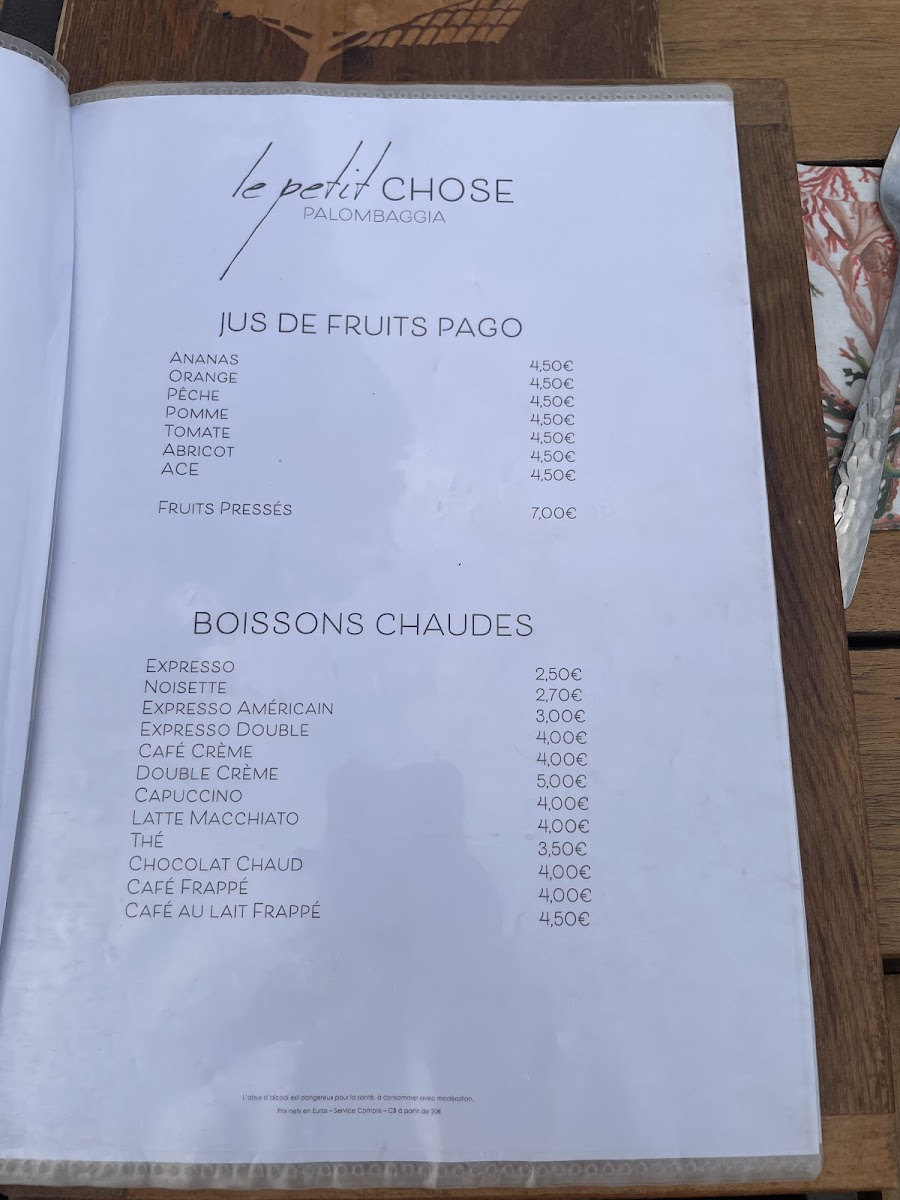 le petit CHOSE
PALOMBAGGIA
JUS DE FRUITS PAGO
ANANAS 4,50€
ORANGE 4,50€
PÊCHE 4,50€
POMME 4,50€
TOMATE 4,50€
ABRICOT 4,50€
ACE 4,50€
FRUITS PRESSÉS 7,00€
BOISSONS CHAUDES
EXPRESSO 2,50€
NOISETTE 2,70€
EXPRESSO AMÉRICAIN 3,00€
EXPRESSO DOUBLE 4,00€
CAFÉ CRÈME 4,00€
DOUBLE CRÈME 5,00€
CAPUCCINO 4,00€
LATTE MACCHIATO 4,00€
THÉ 3,50€
CHOCOLAT CHAUD 4,00€
CAFÉ FRAPPÉ 4,00€
CAFÉ AU LAIT FRAPPÉ 4,50€
L'abus d'alcool est dangereux pour la santé, à consommer avec modération.
Prix nets en Euros – Service Compris – CB à partir de 20€